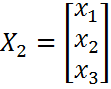 X₂ = [x₁
x₂
x₃]